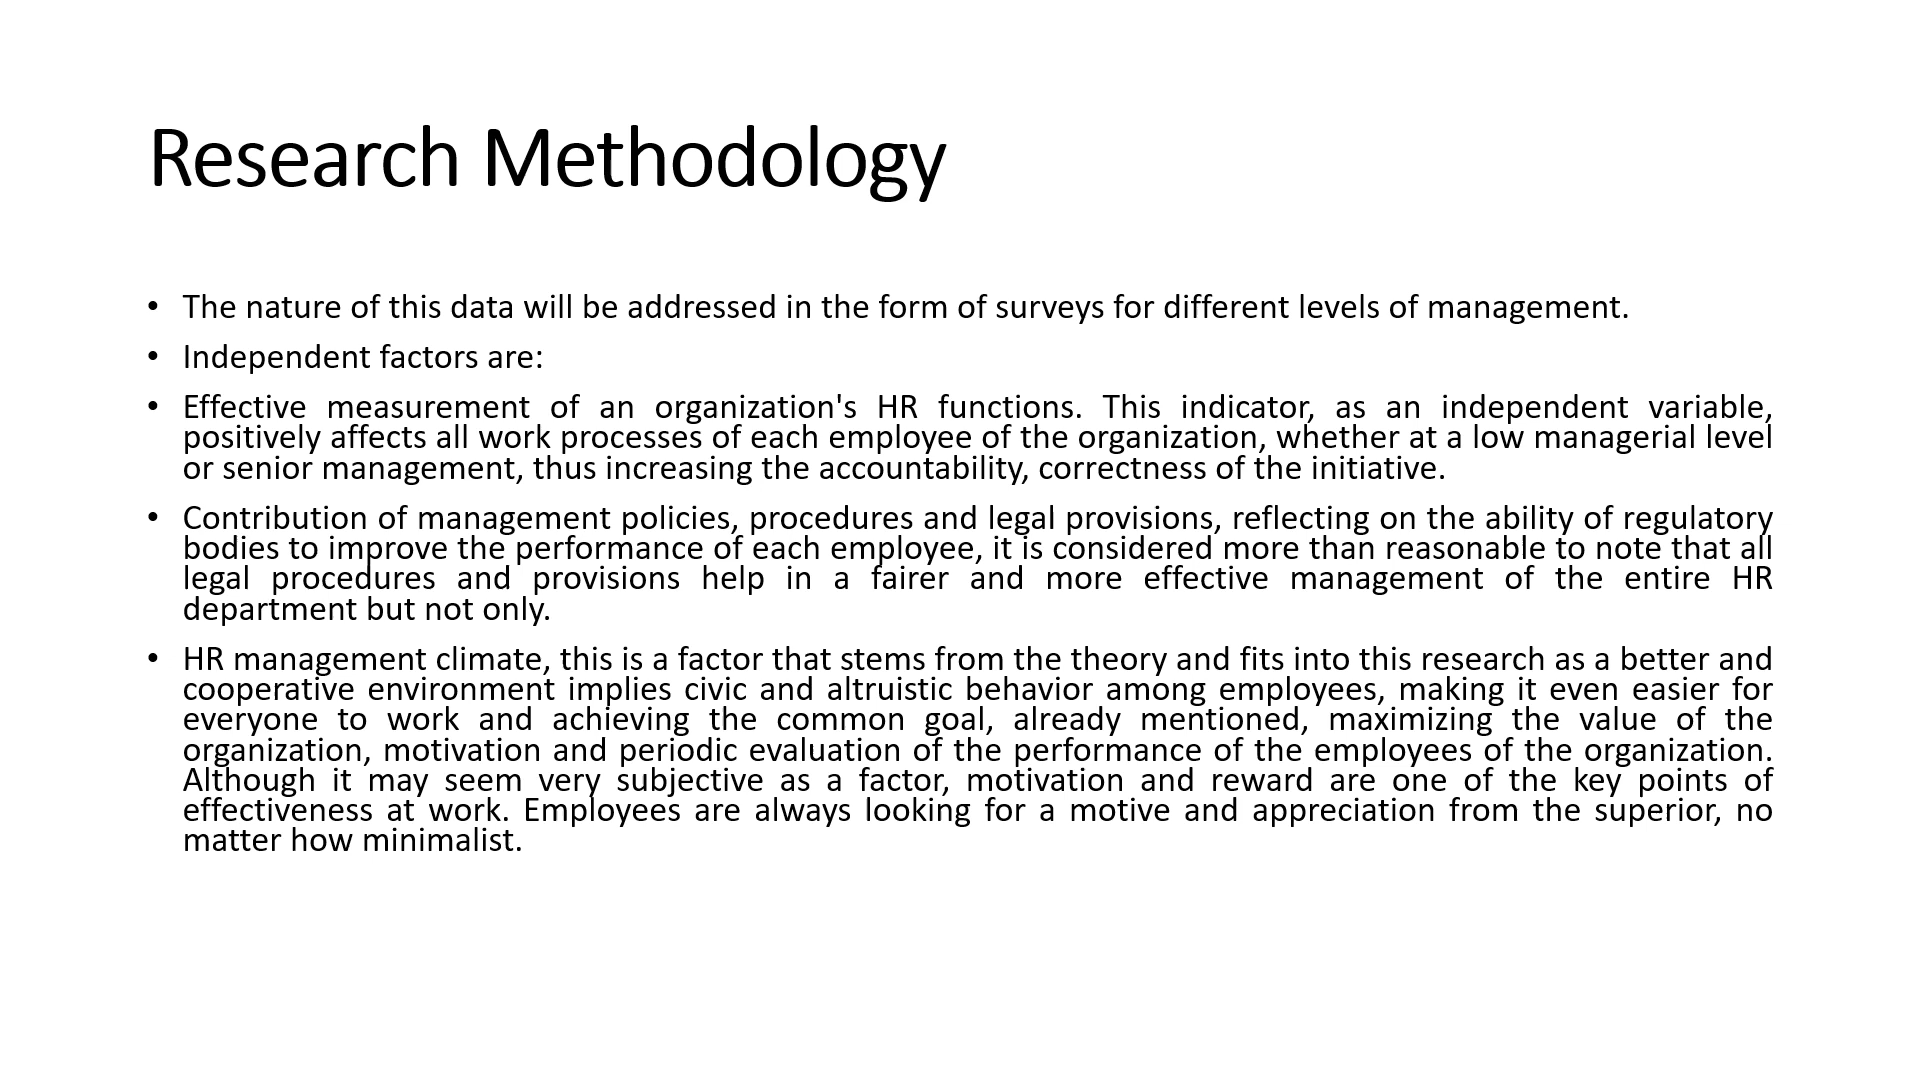 Research Methodology
• The nature of this data will be addressed in the form of surveys for different levels of management.
• Independent factors are:
• Effective measurement of an organization's HR functions. This indicator, as an independent variable,
positively affects all work processes of each employee of the organization, whether at a low managerial level
or senior management, thus increasing the accountability, correctness of the initiative.
• Contribution of management policies, procedures and legal provisions, reflecting on the ability of regulatory
bodies to improve the performance of each employee, it is considered more than reasonable to note that all
legal procedures and provisions help in a fairer and more effective management of the entire HR
department but not only.
• HR management climate, this is a factor that stems from the theory and fits into this research as a better and
cooperative environment implies civic and altruistic behavior among employees, making it even easier for
everyone to work and achieving the common goal, already mentioned, maximizing the value of the
organization, motivation and periodic evaluation of the performance of the employees of the organization.
Although it may seem very subjective as a factor, motivation and reward are one of the key points of
effectiveness at work. Employees are always looking for a motive and appreciation from the superior, no
matter how minimalist.